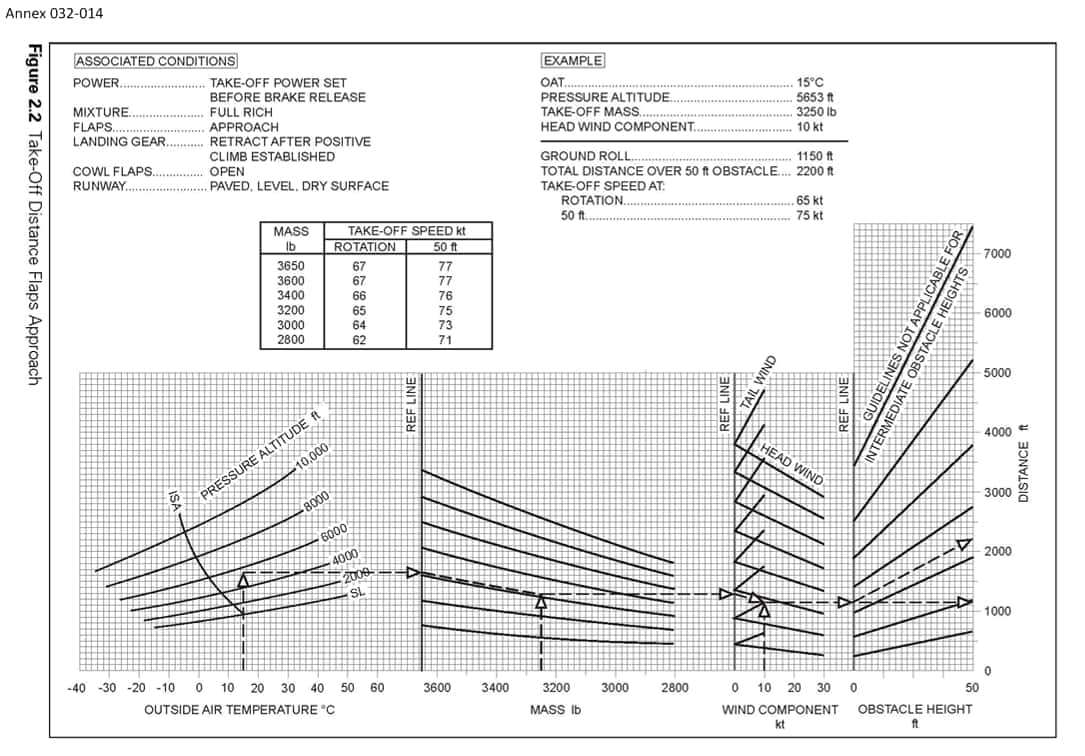 Annex 032-014
Figure 2.2 Take-Off Distance Flaps Approach
ASSOCIATED CONDITIONS
POWER........................ TAKE-OFF POWER SET
BEFORE BRAKE RELEASE
MIXTURE..................... FULL RICH
FLAPS.......................... APPROACH
LANDING GEAR........... RETRACT AFTER POSITIVE
CLIMB ESTABLISHED
COWL FLAPS............... OPEN
RUNWAY...................... PAVED, LEVEL, DRY SURFACE
EXAMPLE
OAT................................................................ 15°C
PRESSURE ALTITUDE.................................. 5653 ft
TAKE-OFF MASS........................................... 3250 lb
HEAD WIND COMPONENT........................... 10 kt
GROUND ROLL............................................. 1150 ft
TOTAL DISTANCE OVER 50 ft OBSTACLE.... 2200 ft
TAKE-OFF SPEED AT:
ROTATION................................................ 65 kt
50 ft.......................................................... 75 kt
MASS TAKE-OFF SPEED kt
lb ROTATION 50 ft
3650 67 77
3600 67 77
3400 66 76
3200 65 75
3000 64 73
2800 62 71
ISA
PRESSURE ALTITUDE ft
10,000
8000
6000
4000
2000
SL
REF LINE
REF LINE
TAIL WIND
HEAD WIND
REF LINE
GUIDELINES NOT APPLICABLE FOR
INTERMEDIATE OBSTACLE HEIGHTS
7000
6000
5000
4000
3000
2000
1000
0
DISTANCE ft
-40 -30 -20 -10 0 10 20 30 40 50 60 3600 3400 3200 3000 2800 0 10 20 30 0 50
OUTSIDE AIR TEMPERATURE °C MASS lb WIND COMPONENT OBSTACLE HEIGHT
kt ft